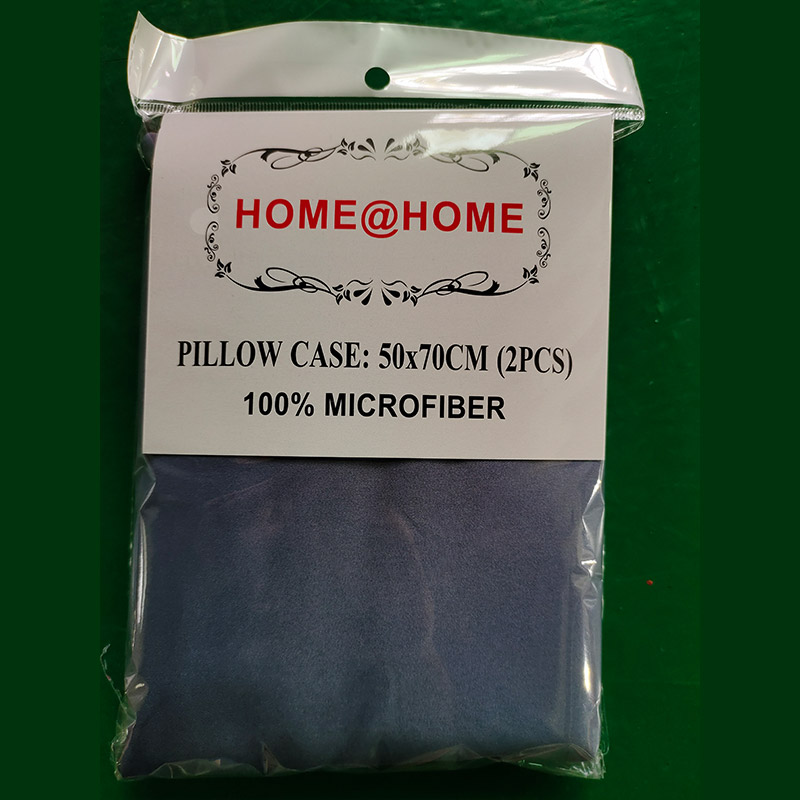 HOME@HOME
PILLOW CASE: 50x70CM (2PCS)
100% MICROFIBER